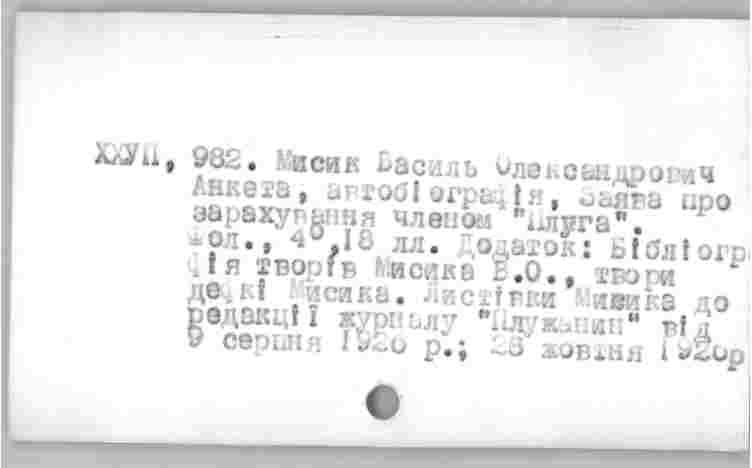 ХХУП, 982. Мисик Василь Олександрович
Анкета, автобіографія, Заява про
зарахування членом "Плуга".
Фол., 4°,18 лл. Додаток: Бібліогра
фія творів Мисика В.О., твори
деякі Мисика. Листівки Мисика до
редакції журналу "Плужанин" від
9 серпня 1926 р.; 26 жовтня 1926р